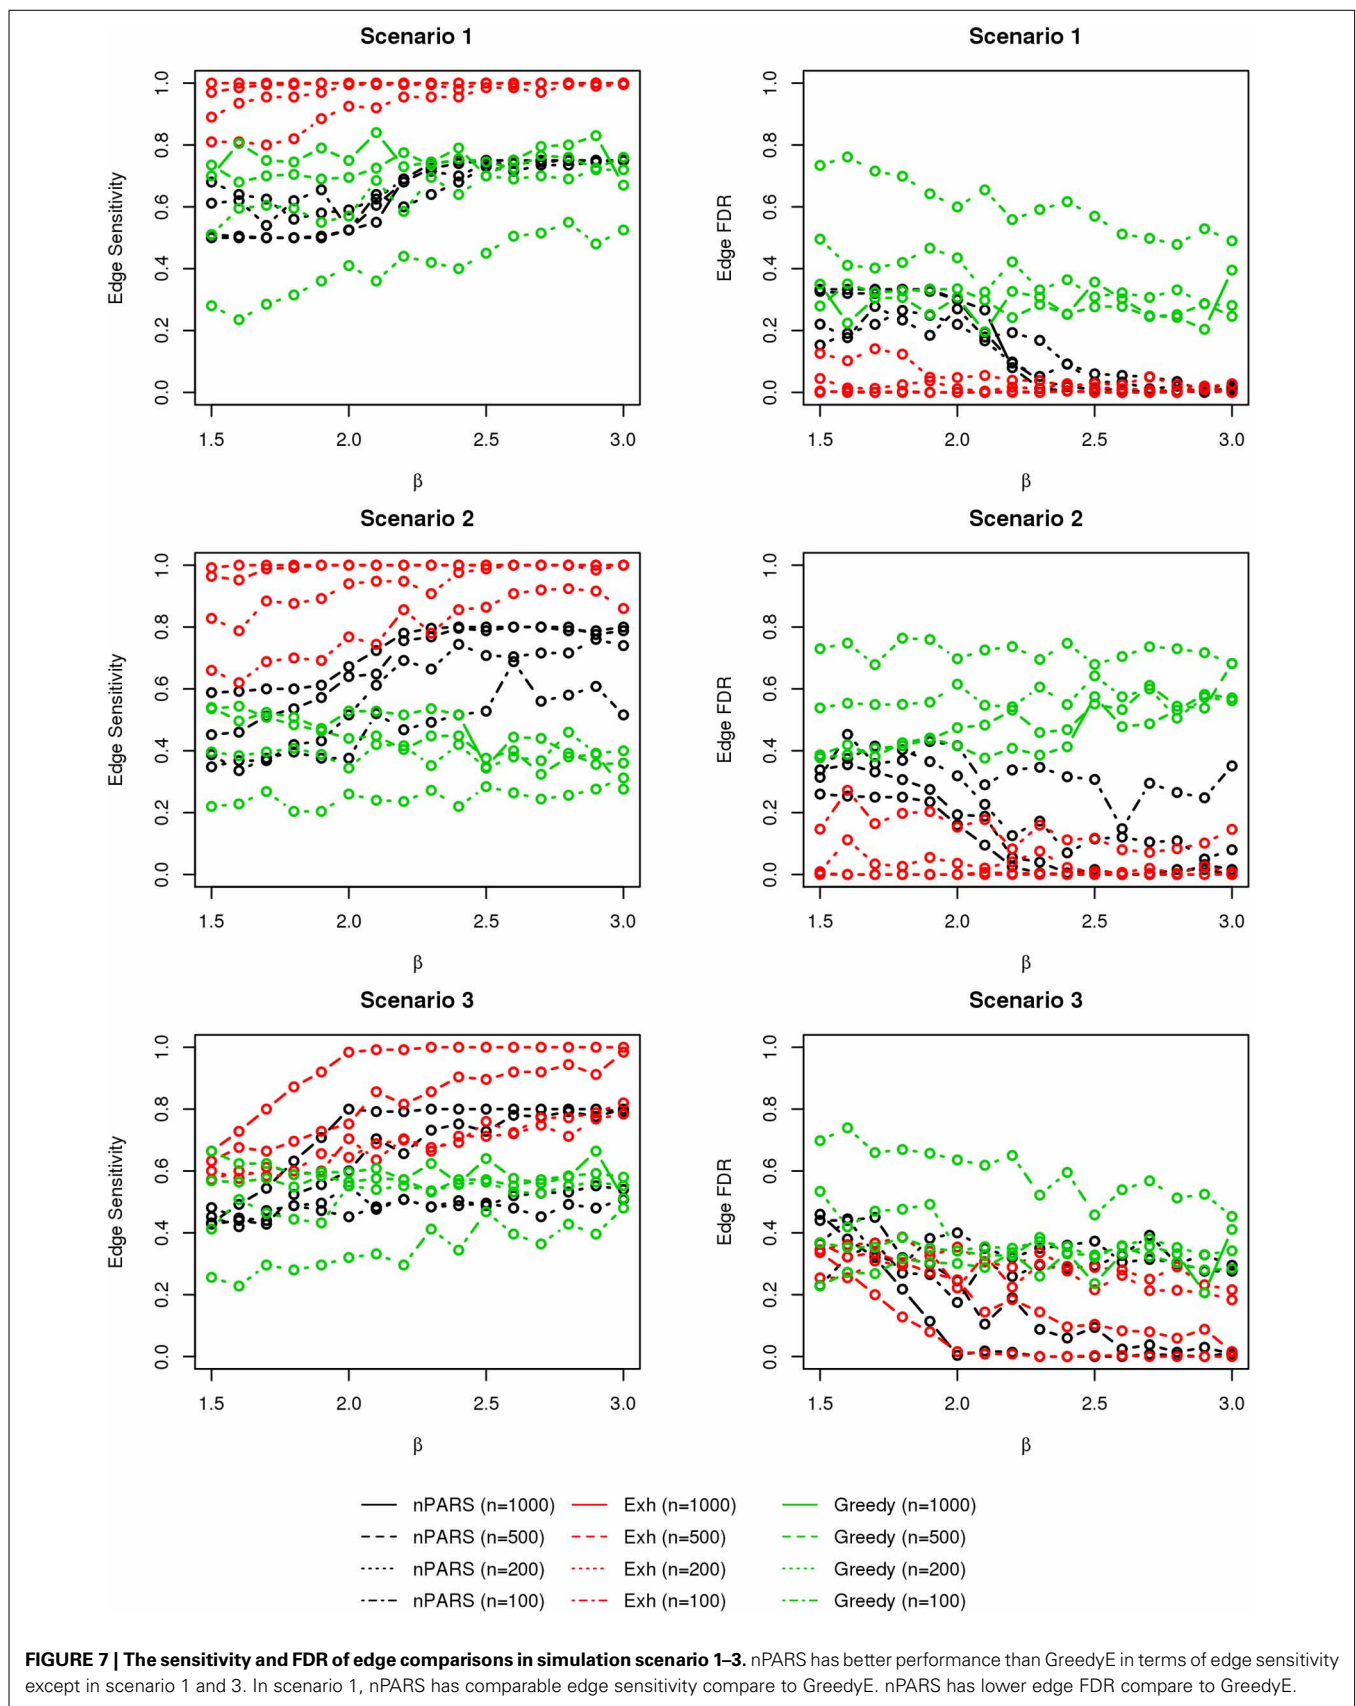 Scenario 1
Edge Sensitivity
0.0 0.2 0.4 0.6 0.8 1.0
1.5 2.0 2.5 3.0
β
Scenario 1
Edge FDR
0.0 0.2 0.4 0.6 0.8 1.0
1.5 2.0 2.5 3.0
β
Scenario 2
Edge Sensitivity
0.0 0.2 0.4 0.6 0.8 1.0
1.5 2.0 2.5 3.0
β
Scenario 2
Edge FDR
0.0 0.2 0.4 0.6 0.8 1.0
1.5 2.0 2.5 3.0
β
Scenario 3
Edge Sensitivity
0.0 0.2 0.4 0.6 0.8 1.0
1.5 2.0 2.5 3.0
β
Scenario 3
Edge FDR
0.0 0.2 0.4 0.6 0.8 1.0
1.5 2.0 2.5 3.0
β
nPARS (n=1000) Exh (n=1000) Greedy (n=1000)
nPARS (n=500) Exh (n=500) Greedy (n=500)
nPARS (n=200) Exh (n=200) Greedy (n=200)
nPARS (n=100) Exh (n=100) Greedy (n=100)
FIGURE 7 | The sensitivity and FDR of edge comparisons in simulation scenario 1–3. nPARS has better performance than GreedyE in terms of edge sensitivity
except in scenario 1 and 3. In scenario 1, nPARS has comparable edge sensitivity compare to GreedyE. nPARS has lower edge FDR compare to GreedyE.